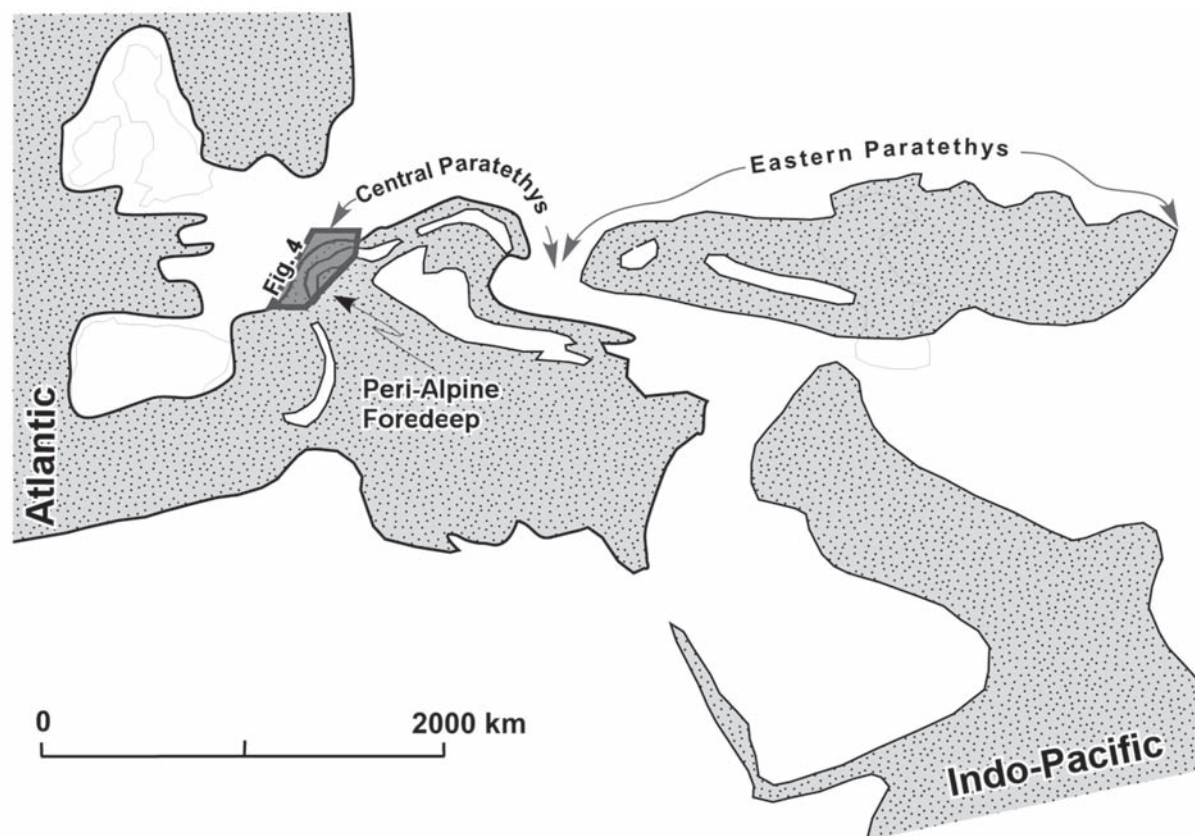 Central Paratethys
Eastern Paratethys
Fig. 4
Peri-Alpine
Foredeep
Atlantic
0
2000 km
Indo-Pacific